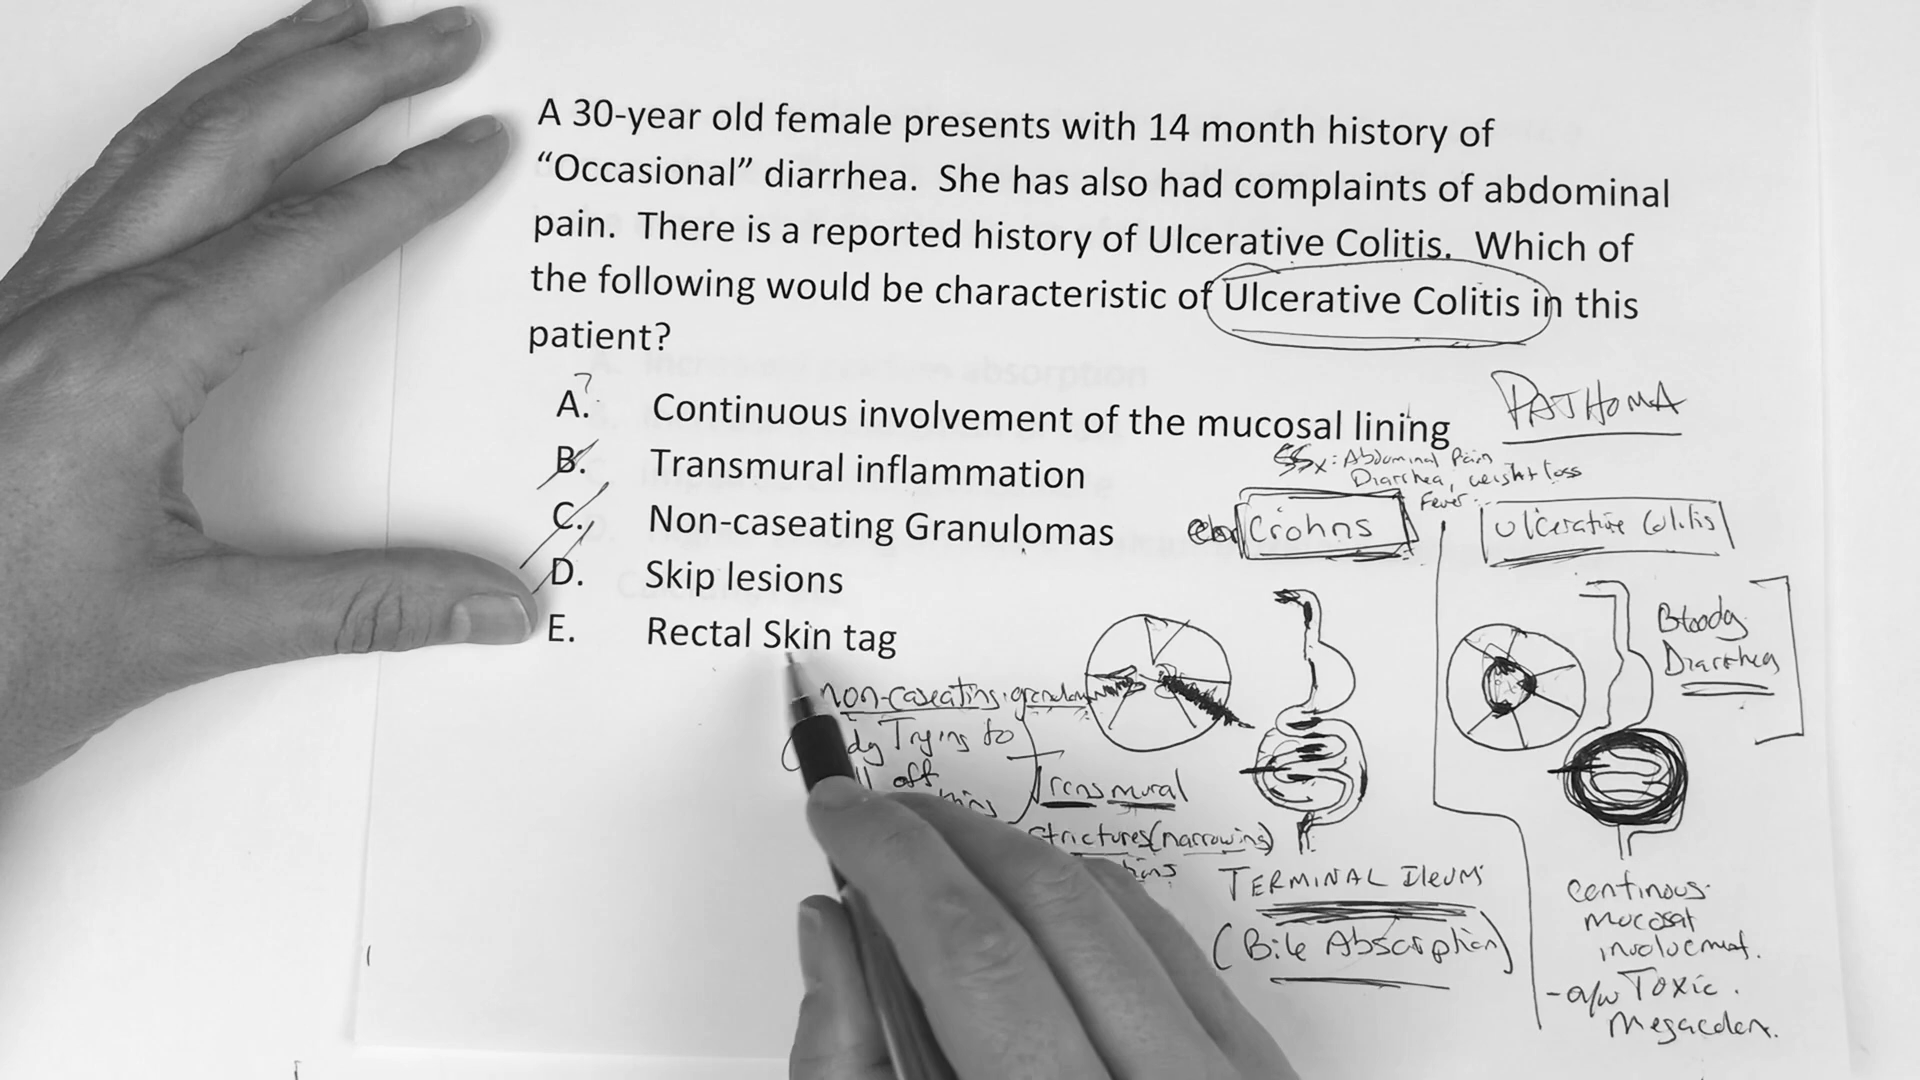 A 30-year old female presents with 14 month history of
“Occasional” diarrhea. She has also had complaints of abdominal
pain. There is a reported history of Ulcerative Colitis. Which of
the following would be characteristic of Ulcerative Colitis in this
patient?
A. ? Continuous involvement of the mucosal lining
B. Transmural inflammation
C. Non-caseating Granulomas
D. Skip lesions
E. Rectal Skin tag
PATHOMA
SSx: Abdominal Pain
Diarrhea, weight loss
Fever
Crohns
Ulcerative Colitis
Bloody
Diarrhea
non-caseating granulom
Trying to
off
Transmural
strictures (narrowing)
TERMINAL Ileum
(Bile Absorption)
Continous
Mucosal
involvement.
- a/w Toxic
Megacolon.